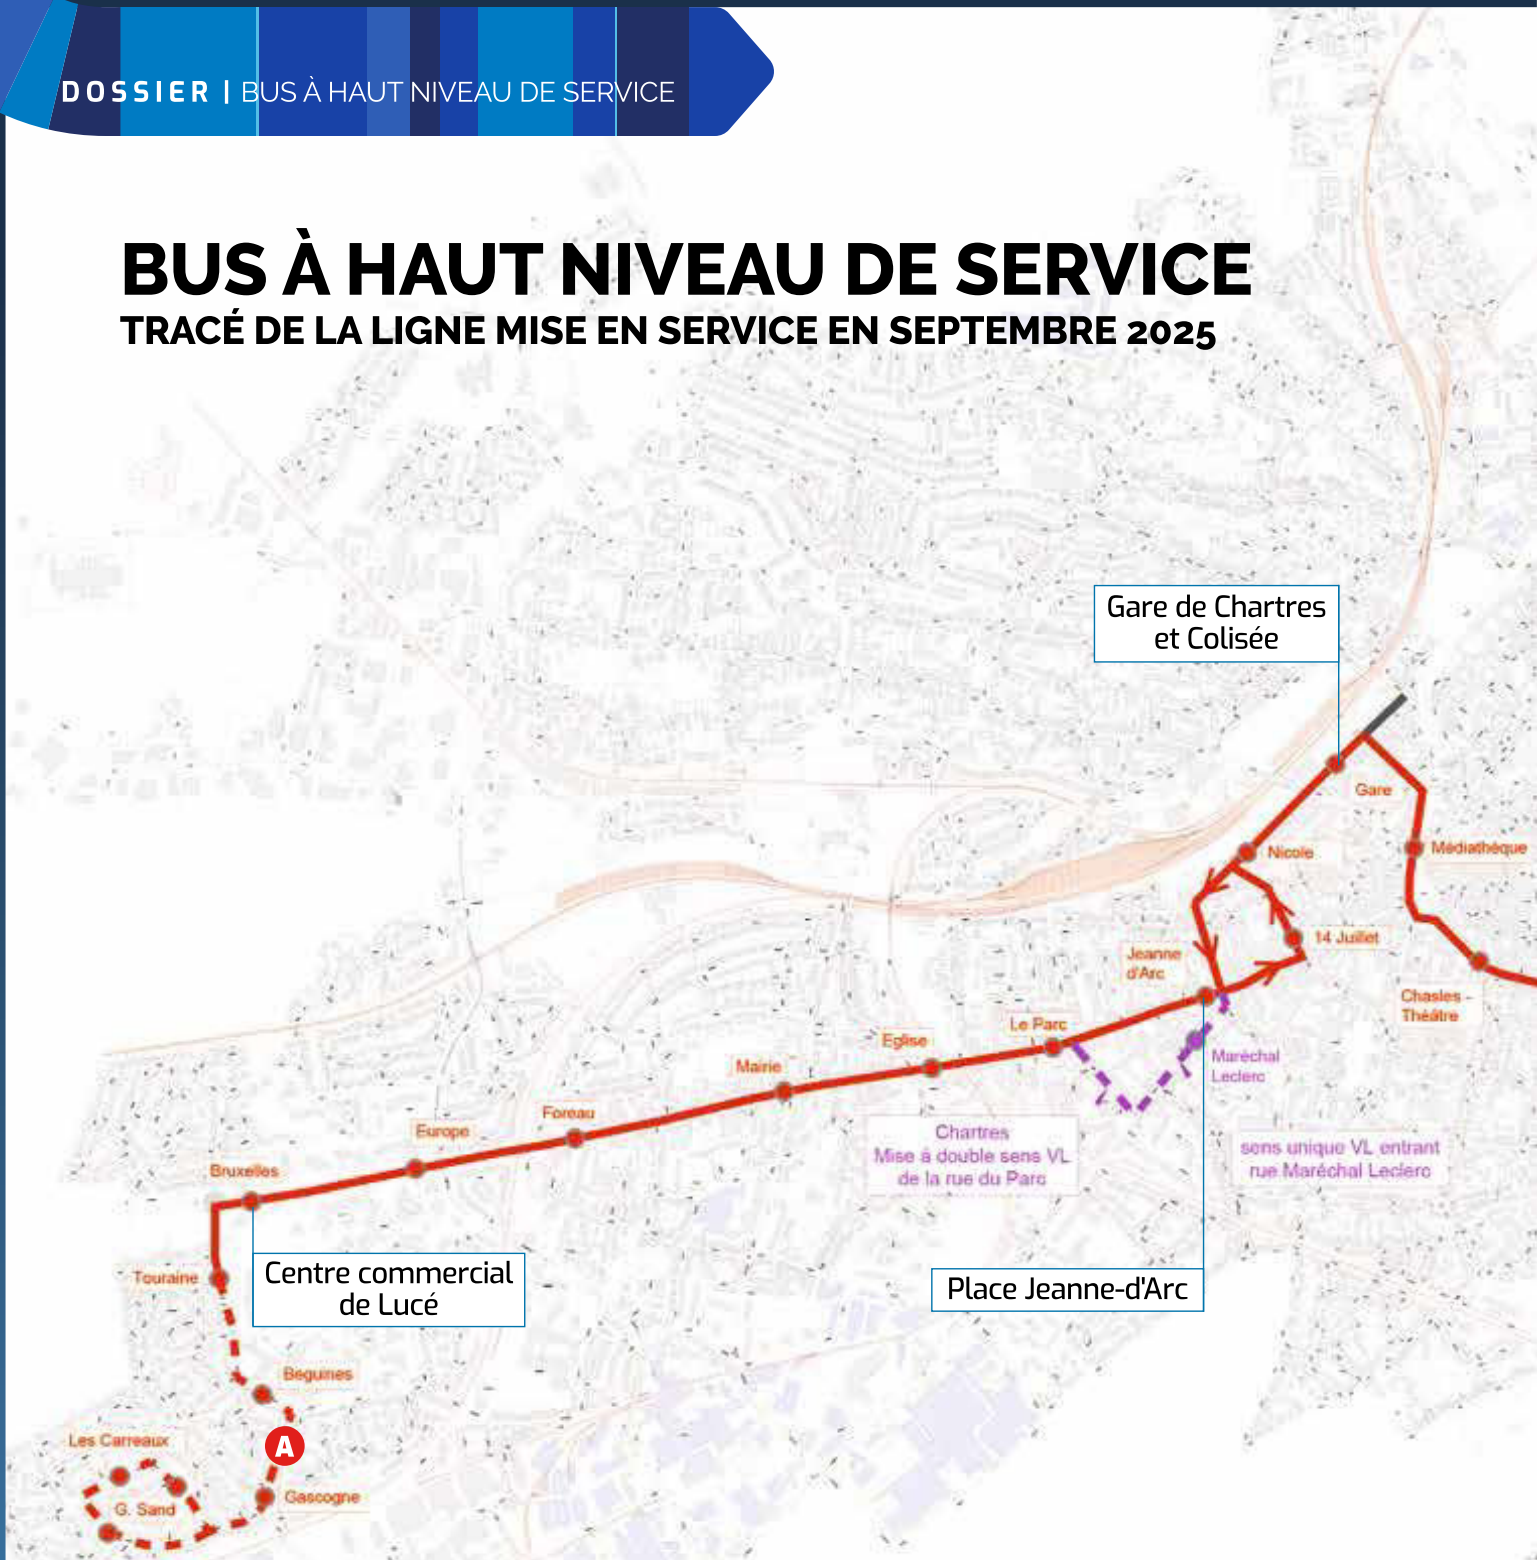 DOSSIER | BUS À HAUT NIVEAU DE SERVICE
BUS À HAUT NIVEAU DE SERVICE
TRACÉ DE LA LIGNE MISE EN SERVICE EN SEPTEMBRE 2025
Gare de Chartres
et Colisée
Gare
Nicole
Médiathèque
14 Juillet
Jeanne
d'Arc
Chasles -
Théâtre
Le Parc
Eglise
Maréchal
Leclerc
Mairie
Foreau
Europe
Chartres
Mise à double sens VL
de la rue du Parc
sens unique VL entrant
rue Maréchal Leclerc
Bruxelles
Touraine
Centre commercial
de Lucé
Place Jeanne-d'Arc
Beguines
Les Carreaux
A
Gascogne
G. Sand